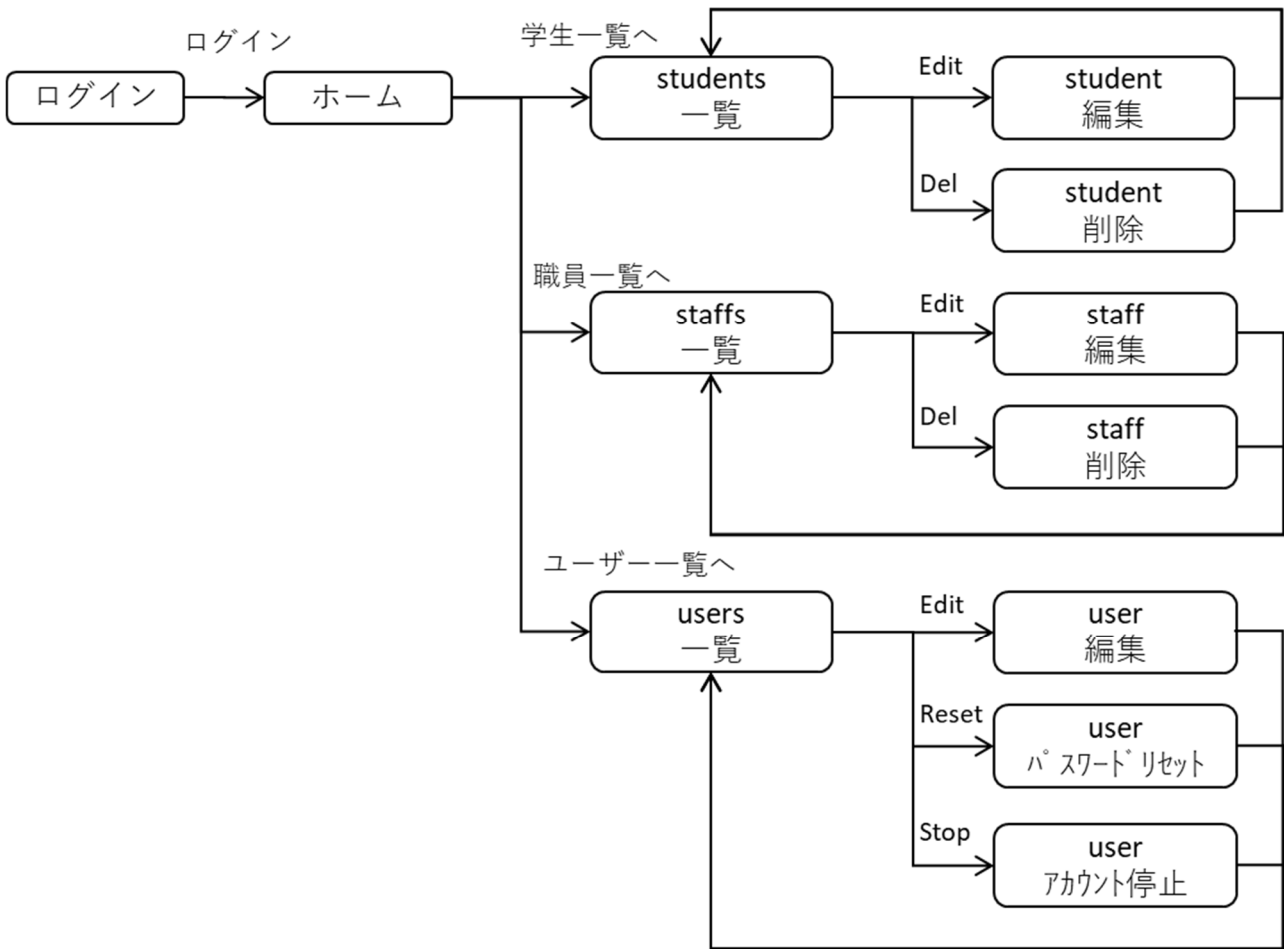 ログイン
ログイン
ホーム
学生一覧へ
students
一覧
Edit
student
編集
Del
student
削除
職員一覧へ
staffs
一覧
Edit
staff
編集
Del
staff
削除
ユーザー一覧へ
users
一覧
Edit
user
編集
Reset
user
ﾊﾟｽﾜｰﾄﾞﾘｾｯﾄ
Stop
user
ｱｶｳﾝﾄ停止